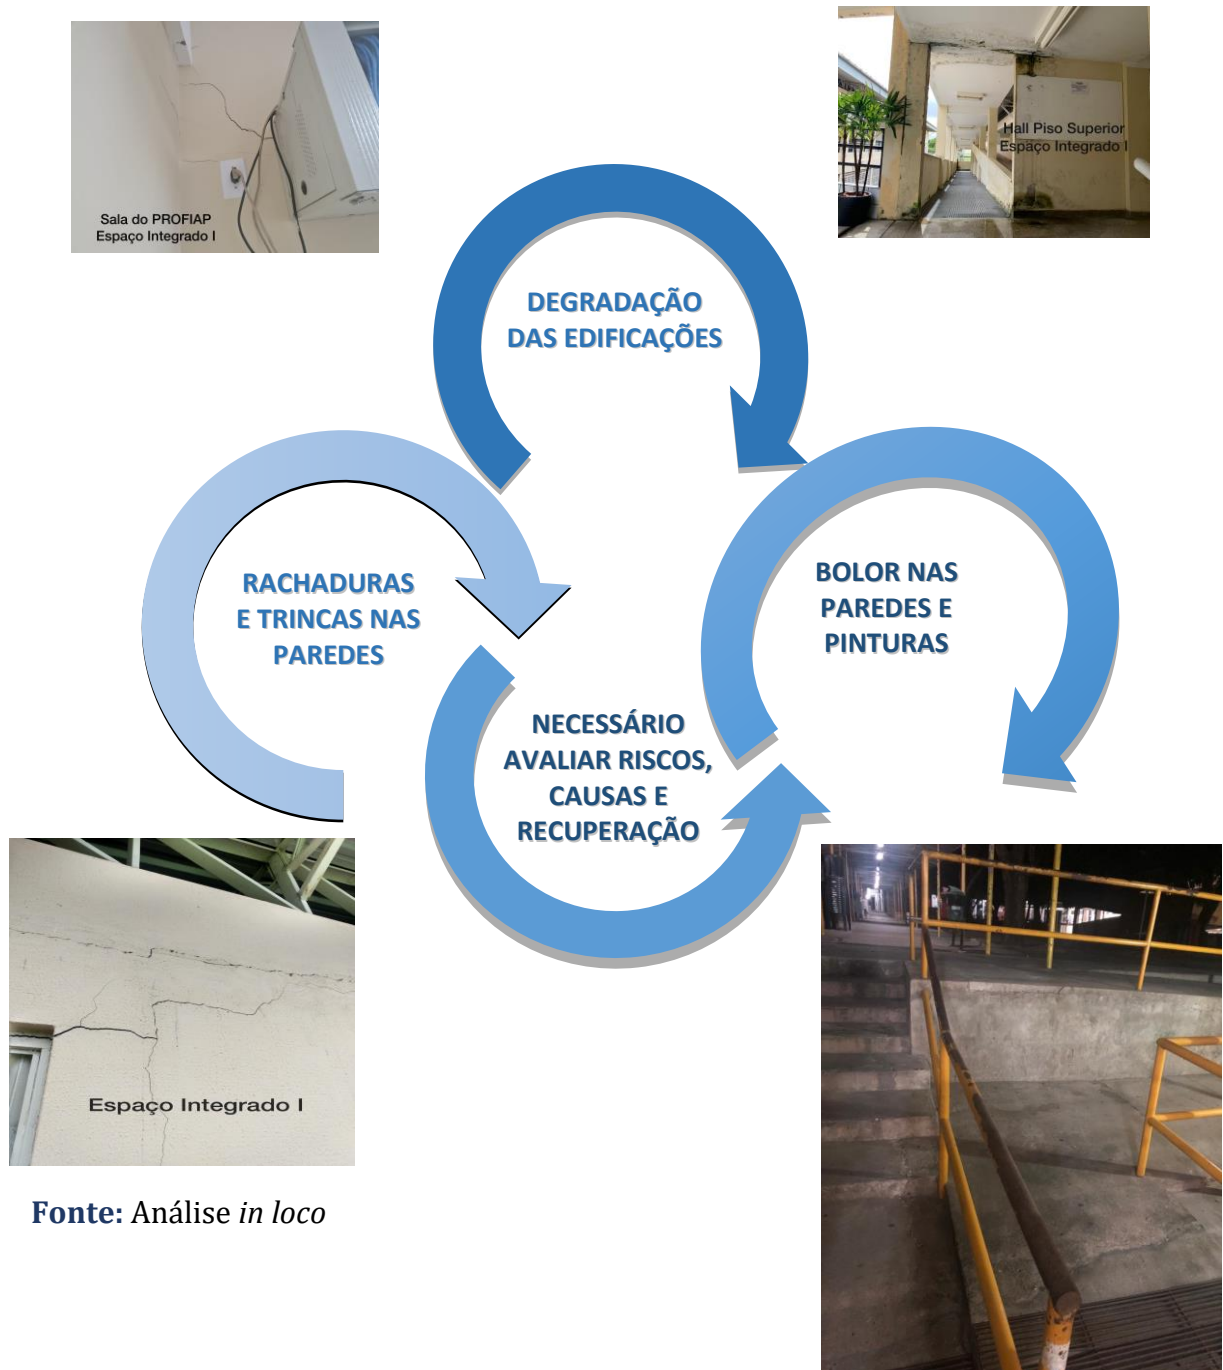 Sala do PROFIAP
Espaço Integrado I
Hall Piso Superior
Espaço Integrado I
DEGRADAÇÃO
DAS EDIFICAÇÕES
RACHADURAS
E TRINCAS NAS
PAREDES
BOLOR NAS
PAREDES E
PINTURAS
NECESSÁRIO
AVALIAR RISCOS,
CAUSAS E
RECUPERAÇÃO
Espaço Integrado I
Fonte: Análise in loco